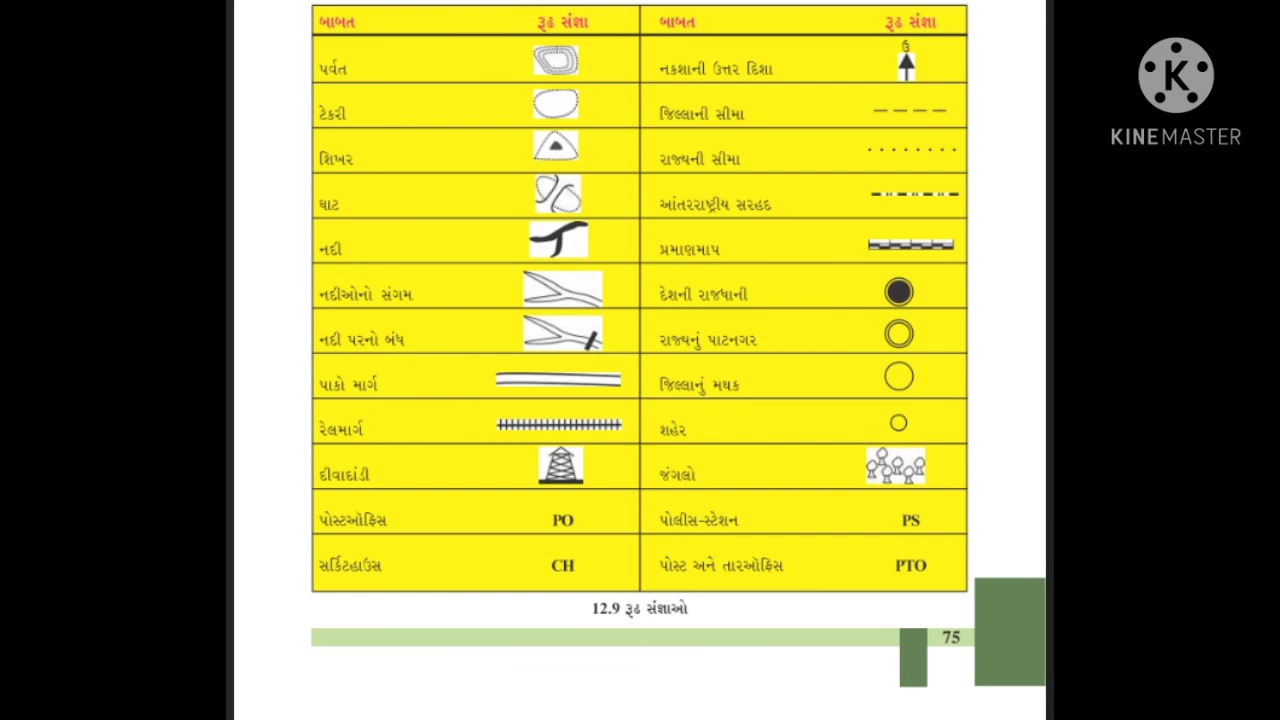 બાબત રૂઢ સંજ્ઞા બાબત રૂઢ સંજ્ઞા
પર્વત નકશાની ઉત્તર દિશા ઉ
ટેકરી જિલ્લાની સીમા
શિખર રાજ્યની સીમા
ઘાટ આંતરરાષ્ટ્રીય સરહદ
નદી પ્રમાણમાપ
નદીઓનો સંગમ દેશની રાજધાની
નદી પરનો બંધ રાજ્યનું પાટનગર
પાકો માર્ગ જિલ્લાનું મથક
રેલમાર્ગ શહેર
દીવાદાંડી જંગલો
પોસ્ટઑફિસ PO પોલીસ-સ્ટેશન PS
સર્કિટહાઉસ CH પોસ્ટ અને તારઑફિસ PTO
12.9 રૂઢ સંજ્ઞાઓ
75
K
KINEMASTER